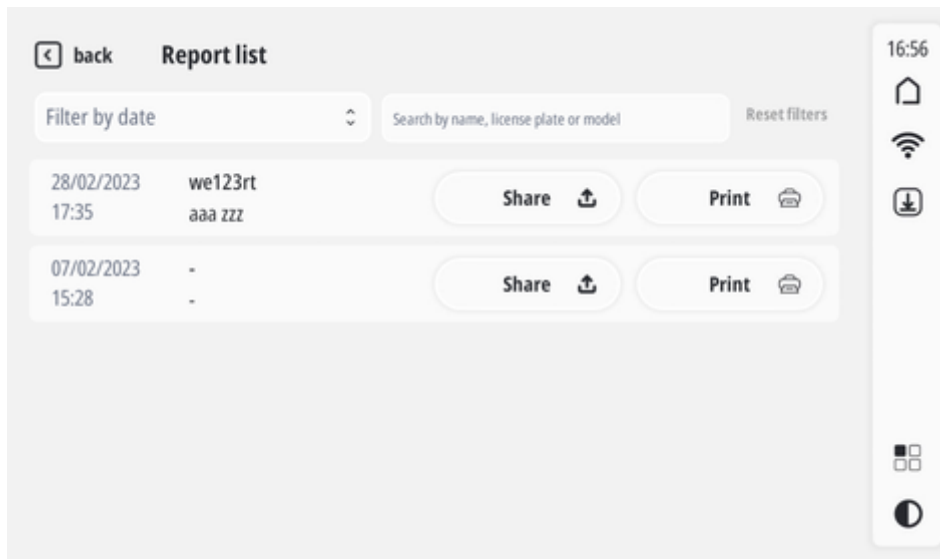 back Report list
16:56
Filter by date
Search by name, license plate or model
Reset filters
28/02/2023 we123rt
17:35 aaa zzz
Share Print
07/02/2023 -
15:28 -
Share Print